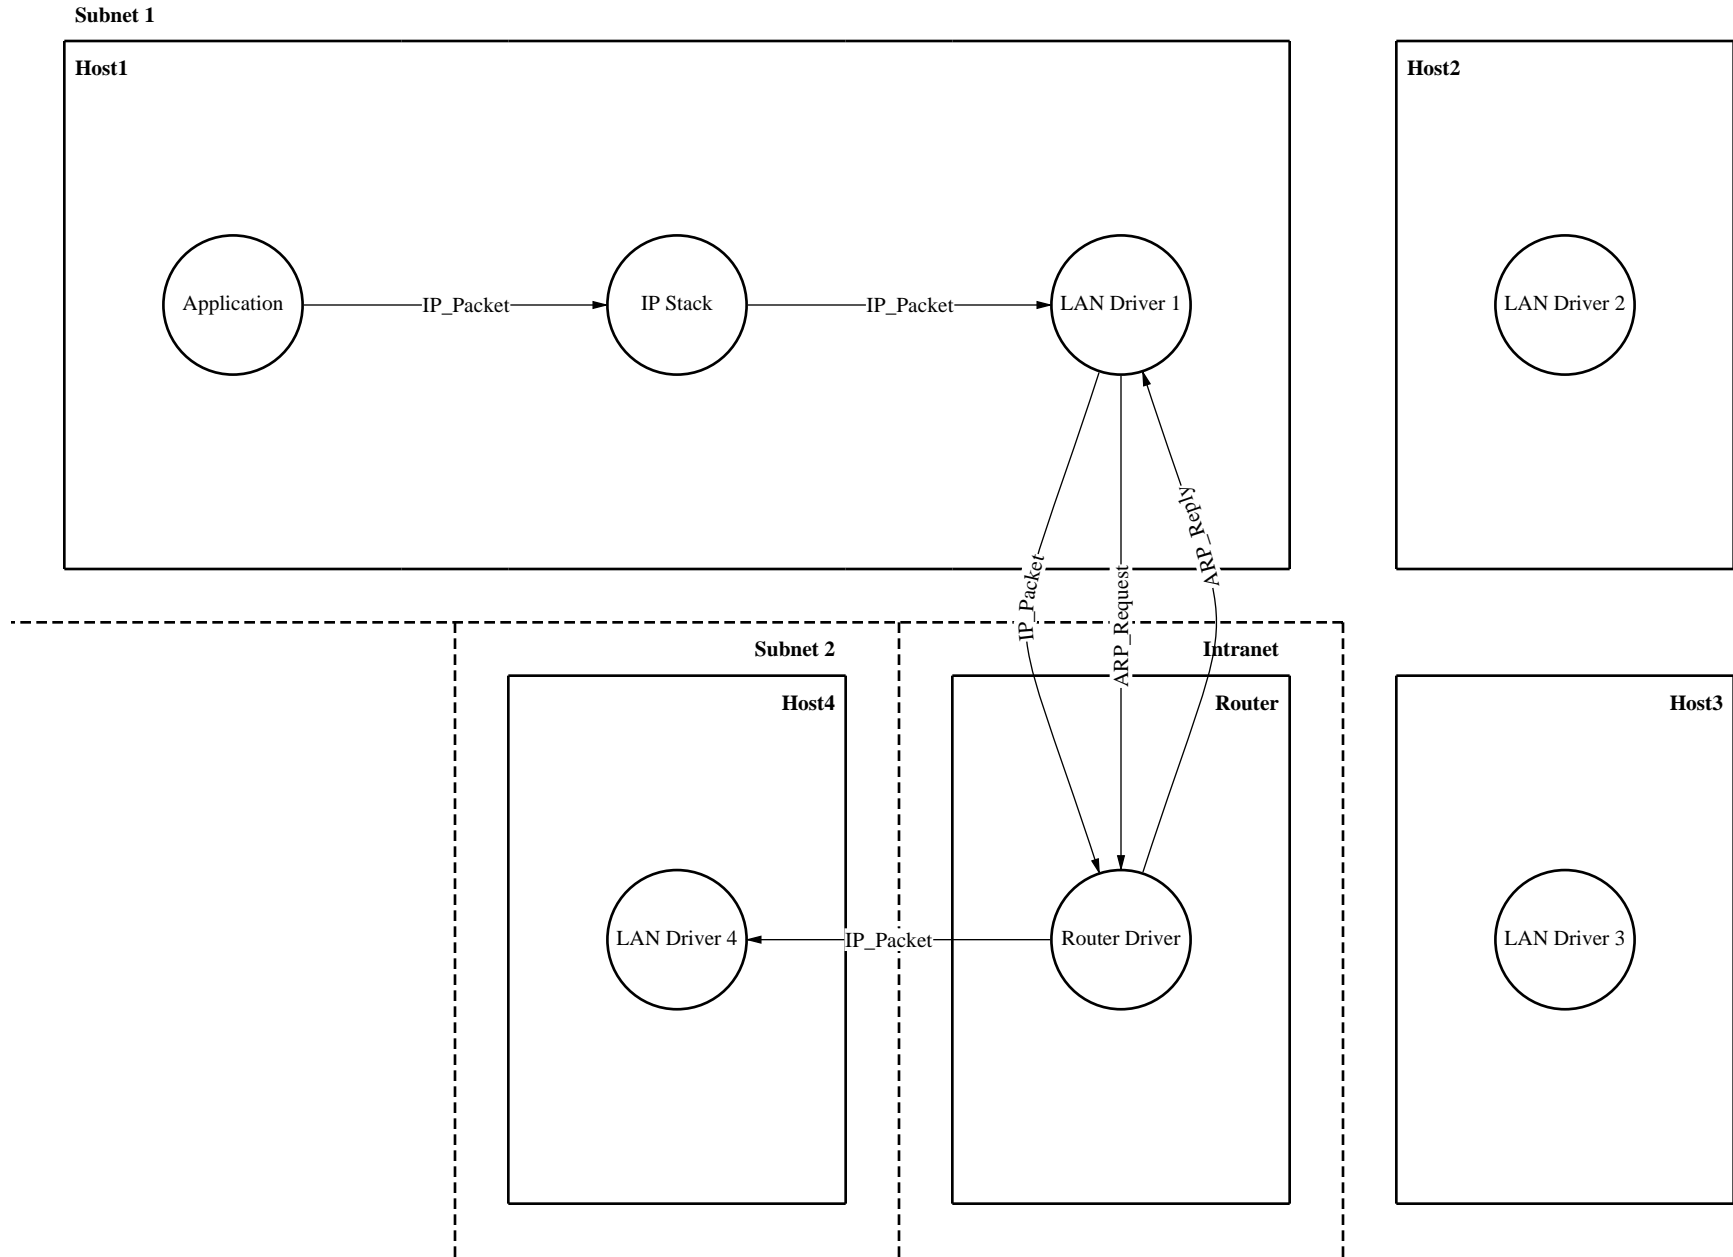 Subnet 1
Host1
Host2
Application
IP_Packet
IP Stack
IP_Packet
LAN Driver 1
LAN Driver 2
IP_Packet
ARP_Request
ARP_Reply
Subnet 2
Intranet
Host4
Router
Host3
LAN Driver 4
IP_Packet
Router Driver
LAN Driver 3